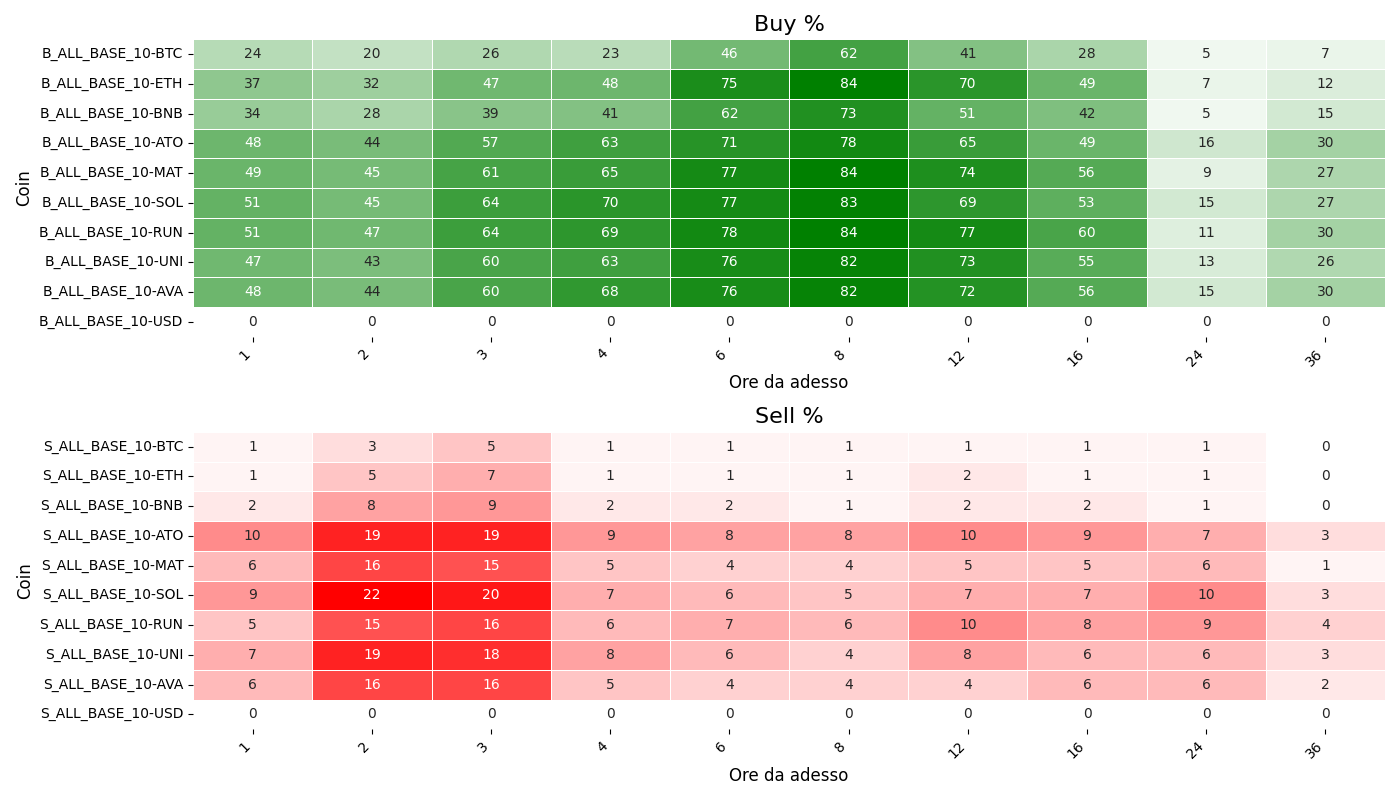 Buy %
Coin
B_ALL_BASE_10-BTC 24 20 26 23 46 62 41 28 5 7
B_ALL_BASE_10-ETH 37 32 47 48 75 84 70 49 7 12
B_ALL_BASE_10-BNB 34 28 39 41 62 73 51 42 5 15
B_ALL_BASE_10-ATO 48 44 57 63 71 78 65 49 16 30
B_ALL_BASE_10-MAT 49 45 61 65 77 84 74 56 9 27
B_ALL_BASE_10-SOL 51 45 64 70 77 83 69 53 15 27
B_ALL_BASE_10-RUN 51 47 64 69 78 84 77 60 11 30
B_ALL_BASE_10-UNI 47 43 60 63 76 82 73 55 13 26
B_ALL_BASE_10-AVA 48 44 60 68 76 82 72 56 15 30
B_ALL_BASE_10-USD 0 0 0 0 0 0 0 0 0 0
1 2 3 4 6 8 12 16 24 36
Ore da adesso
Sell %
Coin
S_ALL_BASE_10-BTC 1 3 5 1 1 1 1 1 1 0
S_ALL_BASE_10-ETH 1 5 7 1 1 1 2 1 1 0
S_ALL_BASE_10-BNB 2 8 9 2 2 1 2 2 1 0
S_ALL_BASE_10-ATO 10 19 19 9 8 8 10 9 7 3
S_ALL_BASE_10-MAT 6 16 15 5 4 4 5 5 6 1
S_ALL_BASE_10-SOL 9 22 20 7 6 5 7 7 10 3
S_ALL_BASE_10-RUN 5 15 16 6 7 6 10 8 9 4
S_ALL_BASE_10-UNI 7 19 18 8 6 4 8 6 6 3
S_ALL_BASE_10-AVA 6 16 16 5 4 4 4 6 6 2
S_ALL_BASE_10-USD 0 0 0 0 0 0 0 0 0 0
1 2 3 4 6 8 12 16 24 36
Ore da adesso